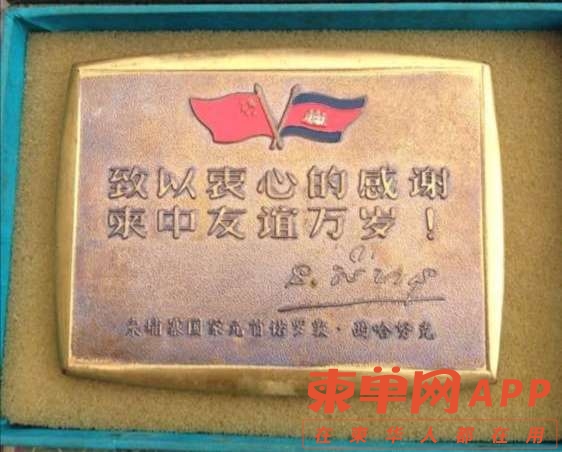 致以衷心的感谢
柬中友谊万岁！
柬埔寨国家元首诺罗敦·西哈努克
柬单网APP
在柬华人都在用